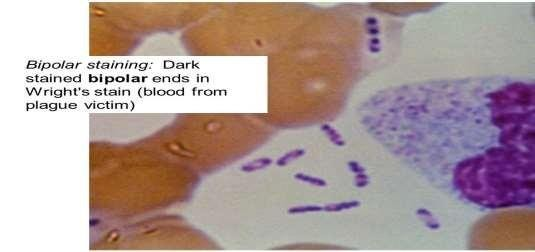 Bipolar staining: Dark
stained bipolar ends in
Wright's stain (blood from
plague victim)